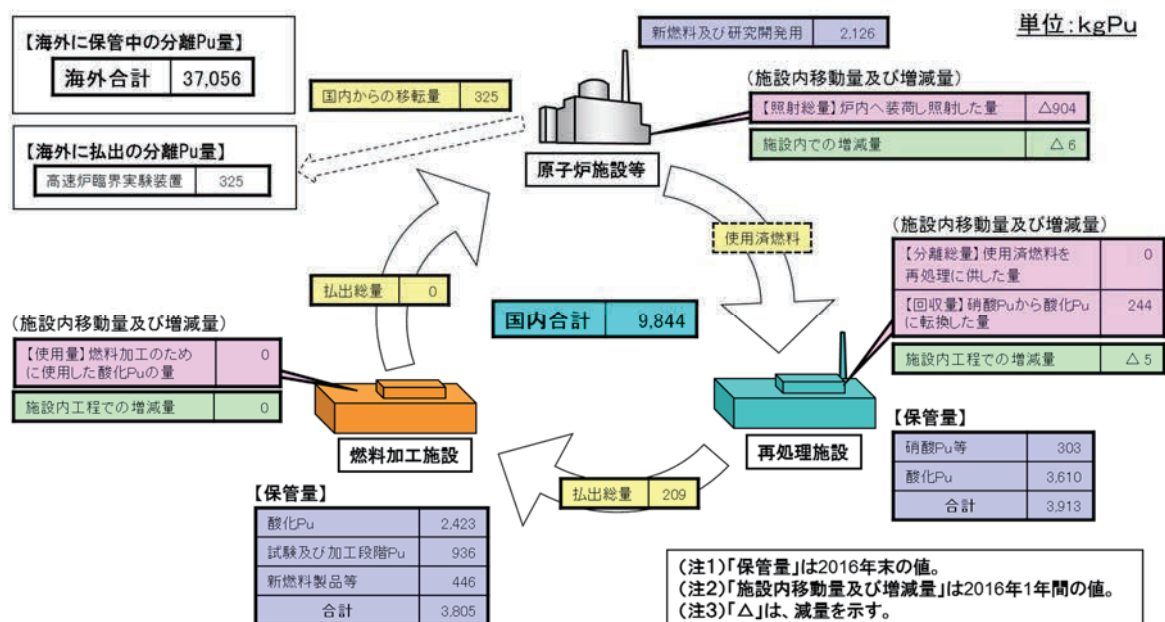 単位:kgPu
【海外に保管中の分離Pu量】
海外合計 37,056
【海外に払出の分離Pu量】
高速炉臨界実験装置 325
国内からの移転量 325
新燃料及び研究開発用 2,126
原子炉施設等
(施設内移動量及び増減量)
【照射総量】炉内へ装荷し照射した量 △904
施設内での増減量 △6
使用済燃料
(施設内移動量及び増減量)
【分離総量】使用済燃料を
再処理に供した量 0
【回収量】硝酸Puから酸化Pu
に転換した量 244
施設内工程での増減量 △5
払出総量 0
国内合計 9,844
(施設内移動量及び増減量)
【使用量】燃料加工のため
に使用した酸化Puの量 0
施設内工程での増減量 0
燃料加工施設
再処理施設
払出総量 209
【保管量】
硝酸Pu等 303
酸化Pu 3,610
合計 3,913
【保管量】
酸化Pu 2,423
試験及び加工段階Pu 936
新燃料製品等 446
合計 3,805
(注1)「保管量」は2016年末の値。
(注2)「施設内移動量及び増減量」は2016年1年間の値。
(注3)「△」は、減量を示す。